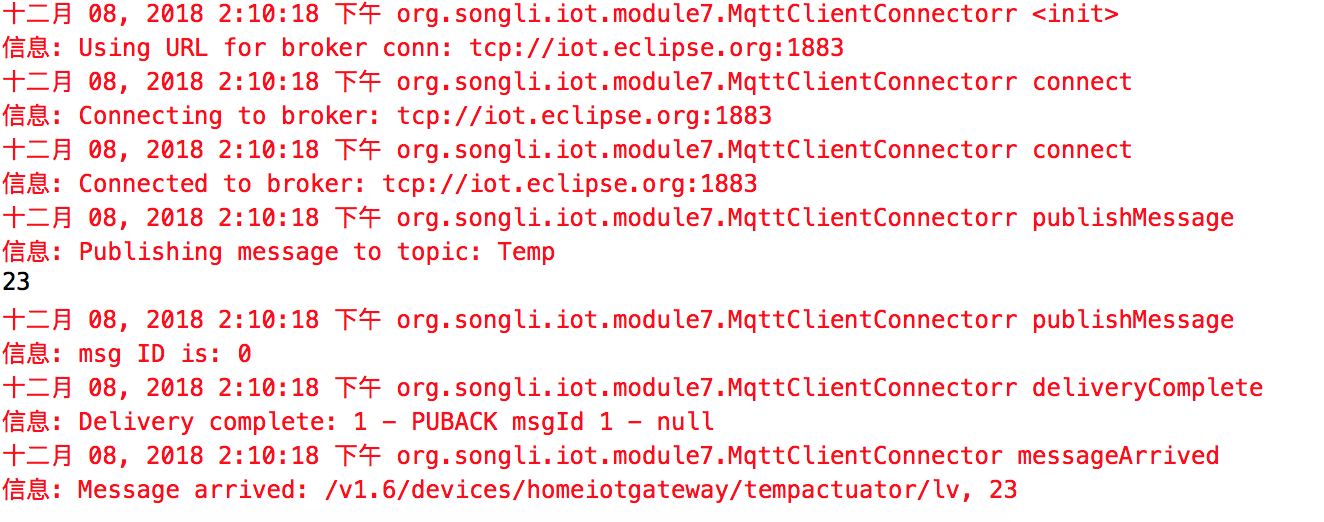 十二月 08, 2018 2:10:18 下午 org.songli.iot.module7.MqttClientConnectorr <init>
信息: Using URL for broker conn: tcp://iot.eclipse.org:1883
十二月 08, 2018 2:10:18 下午 org.songli.iot.module7.MqttClientConnectorr connect
信息: Connecting to broker: tcp://iot.eclipse.org:1883
十二月 08, 2018 2:10:18 下午 org.songli.iot.module7.MqttClientConnectorr connect
信息: Connected to broker: tcp://iot.eclipse.org:1883
十二月 08, 2018 2:10:18 下午 org.songli.iot.module7.MqttClientConnectorr publishMessage
信息: Publishing message to topic: Temp
23
十二月 08, 2018 2:10:18 下午 org.songli.iot.module7.MqttClientConnectorr publishMessage
信息: msg ID is: 0
十二月 08, 2018 2:10:18 下午 org.songli.iot.module7.MqttClientConnectorr deliveryComplete
信息: Delivery complete: 1 - PUBACK msgId 1 - null
十二月 08, 2018 2:10:18 下午 org.songli.iot.module7.MqttClientConnector messageArrived
信息: Message arrived: /v1.6/devices/homeiotgateway/tempactuator/lv, 23